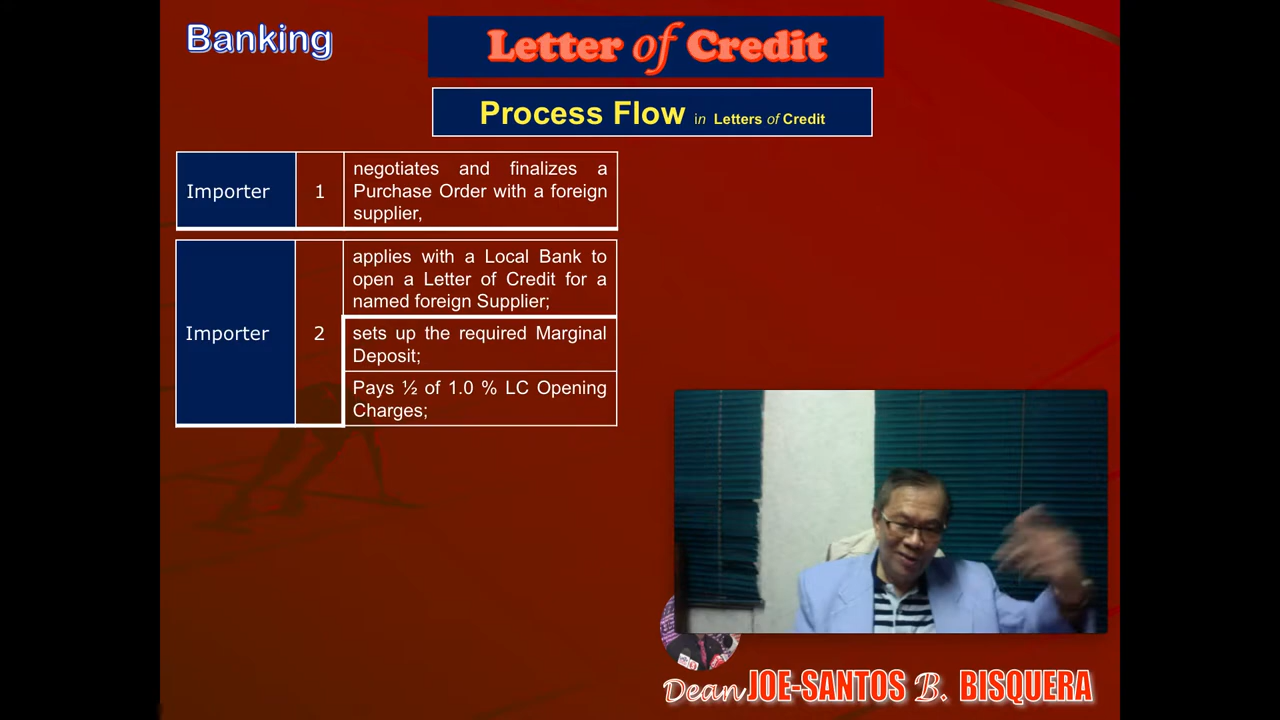 Banking
Letter of Credit
Process Flow in Letters of Credit
Importer
1
negotiates and finalizes a
Purchase Order with a foreign
supplier,
Importer
2
applies with a Local Bank to
open a Letter of Credit for a
named foreign Supplier;
sets up the required Marginal
Deposit;
Pays ½ of 1.0 % LC Opening
Charges;
Dean JOE-SANTOS B. BISQUERA